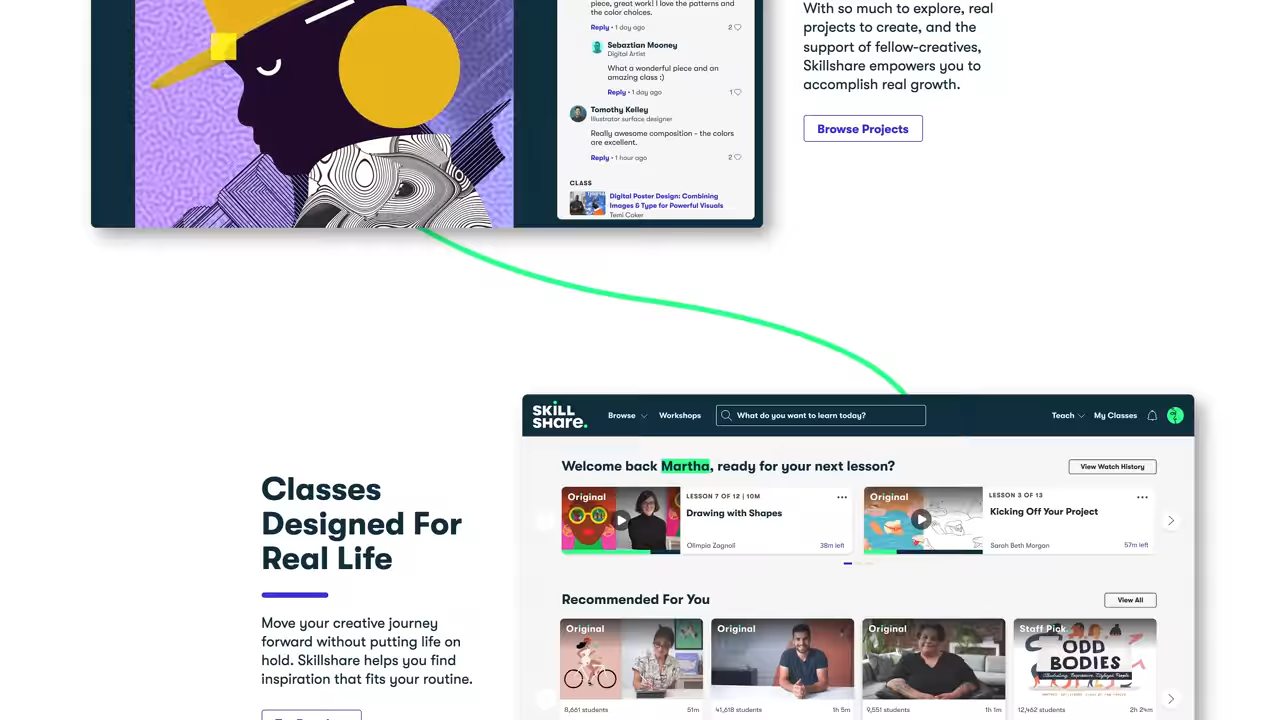 piece, great work! I love the patterns and
the color choices.
Reply • 1 day ago 2
Sebaztian Mooney
Digital Artist
What a wonderful piece and an
amazing class :)
Reply • 1 day ago 1
Tomothy Kelley
Illustrator surface designer
Really awesome composition - the colors
are excellent.
Reply • 1 hour ago 2
CLASS
Digital Poster Design: Combining
Images & Type for Powerful Visuals
Temi Coker
With so much to explore, real
projects to create, and the
support of fellow-creatives,
Skillshare empowers you to
accomplish real growth.
Browse Projects
Classes
Designed For
Real Life
Move your creative journey
forward without putting life on
hold. Skillshare helps you find
inspiration that fits your routine.
SKILL
SHARE.
Browse Workshops What do you want to learn today? Teach My Classes
Welcome back Martha, ready for your next lesson? View Watch History
Original
LESSON 7 OF 12 | 10M
Drawing with Shapes
Olimpia Zagnoli 38m left
Original
LESSON 3 OF 13
Kicking Off Your Project
Sarah Beth Morgan 57m left
Recommended For You View All
Original
8,661 students 51m
Original
41,618 students 1h 5m
Original
9,551 students 1h 1m
Staff Pick
ODD
BODIES
Illustrating Expressive, Stylized People
12,462 students 2h 24m